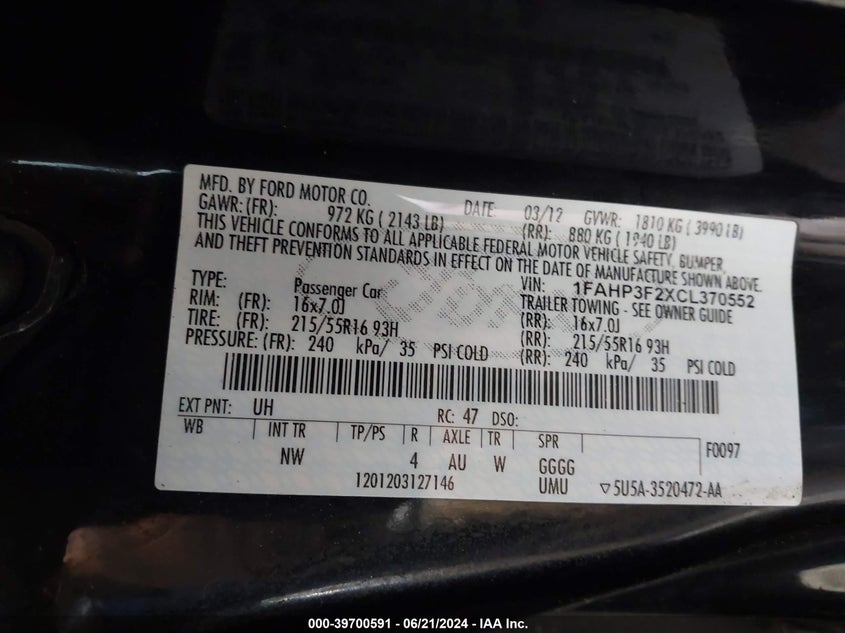 MFD. BY FORD MOTOR CO. DATE: 03/12 GVWR: 1810 KG ( 3990 LB)
GAWR: (FR): 972 KG ( 2143 LB) (RR): 880 KG ( 1940 LB)
THIS VEHICLE CONFORMS TO ALL APPLICABLE FEDERAL MOTOR VEHICLE SAFETY, BUMPER,
AND THEFT PREVENTION STANDARDS IN EFFECT ON THE DATE OF MANUFACTURE SHOWN ABOVE.
VIN: 1FAHP3F2XCL370552
TYPE: Passenger Car TRAILER TOWING - SEE OWNER GUIDE
RIM: (FR) 16x7.0J (RR): 16x7.0J
TIRE: (FR): 215/55R16 93H (RR): 215/55R16 93H
PRESSURE: (FR): 240 kPa/ 35 PSI COLD (RR): 240 kPa/ 35 PSI COLD
EXT PNT: UH RC: 47 DSO:
WB INT TR TP/PS R AXLE TR SPR F0097
NW 4 AU W GGGG
1201203127146 UMU ▽5U5A-3520472-AA
000-39700591 - 06/21/2024 - IAA Inc.